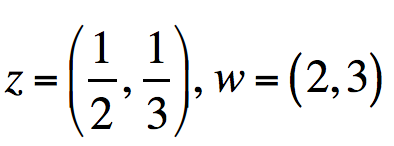 z = (1/2, 1/3), w = (2,3)